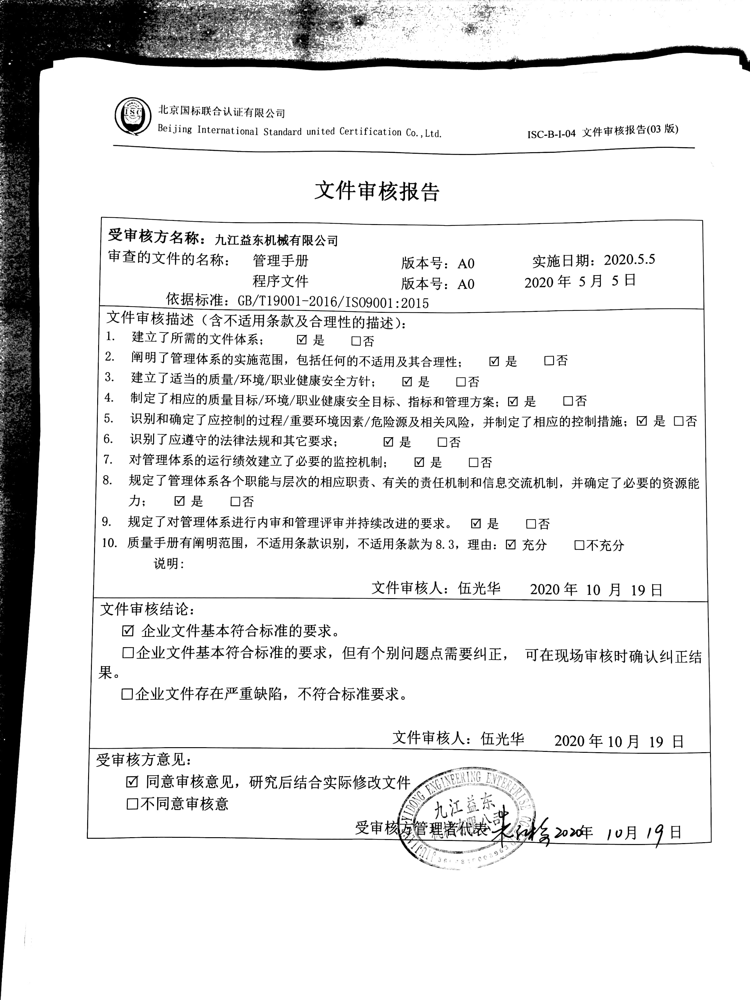 ISC
北京国标联合认证有限公司
Beijing International Standard united Certification Co.,Ltd.
ISC-B-I-04 文件审核报告(03 版)
文件审核报告
受审核方名称：九江益东机械有限公司
审查的文件的名称： 管理手册 版本号：A0 实施日期：2020.5.5
程序文件 版本号：A0 2020 年 5 月 5 日
依据标准：GB/T19001-2016/ISO9001:2015
文件审核描述（含不适用条款及合理性的描述）：
1. 建立了所需的文件体系； ☑ 是 □否
2. 阐明了管理体系的实施范围，包括任何的不适用及其合理性； ☑ 是 □否
3. 建立了适当的质量/环境/职业健康安全方针； ☑ 是 □否
4. 制定了相应的质量目标/环境/职业健康安全目标、指标和管理方案；☑ 是 □否
5. 识别和确定了应控制的过程/重要环境因素/危险源及相关风险，并制定了相应的控制措施；☑ 是 □否
6. 识别了应遵守的法律法规和其它要求； ☑ 是 □否
7. 对管理体系的运行绩效建立了必要的监控机制； ☑ 是 □否
8. 规定了管理体系各个职能与层次的相应职责、有关的责任机制和信息交流机制，并确定了必要的资源能
力； ☑ 是 □否
9. 规定了对管理体系进行内审和管理评审并持续改进的要求。 ☑ 是 □否
10. 质量手册有阐明范围，不适用条款识别，不适用条款为 8.3，理由：☑ 充分 □不充分
说明：
文件审核人：伍光华 2020 年 10 月 19 日
文件审核结论：
☑ 企业文件基本符合标准的要求。
□企业文件基本符合标准的要求，但有个别问题点需要纠正， 可在现场审核时确认纠正结
果。
□企业文件存在严重缺陷，不符合标准要求。
文件审核人：伍光华 2020 年 10 月 19 日
受审核方意见：
☑ 同意审核意见，研究后结合实际修改文件
□不同意审核意
受审核方管理者代表 2020年 10月 19日
JIUJIANG YIDONG ENGINEERING ENTERPRISE CO
九江益东
机械有限公司